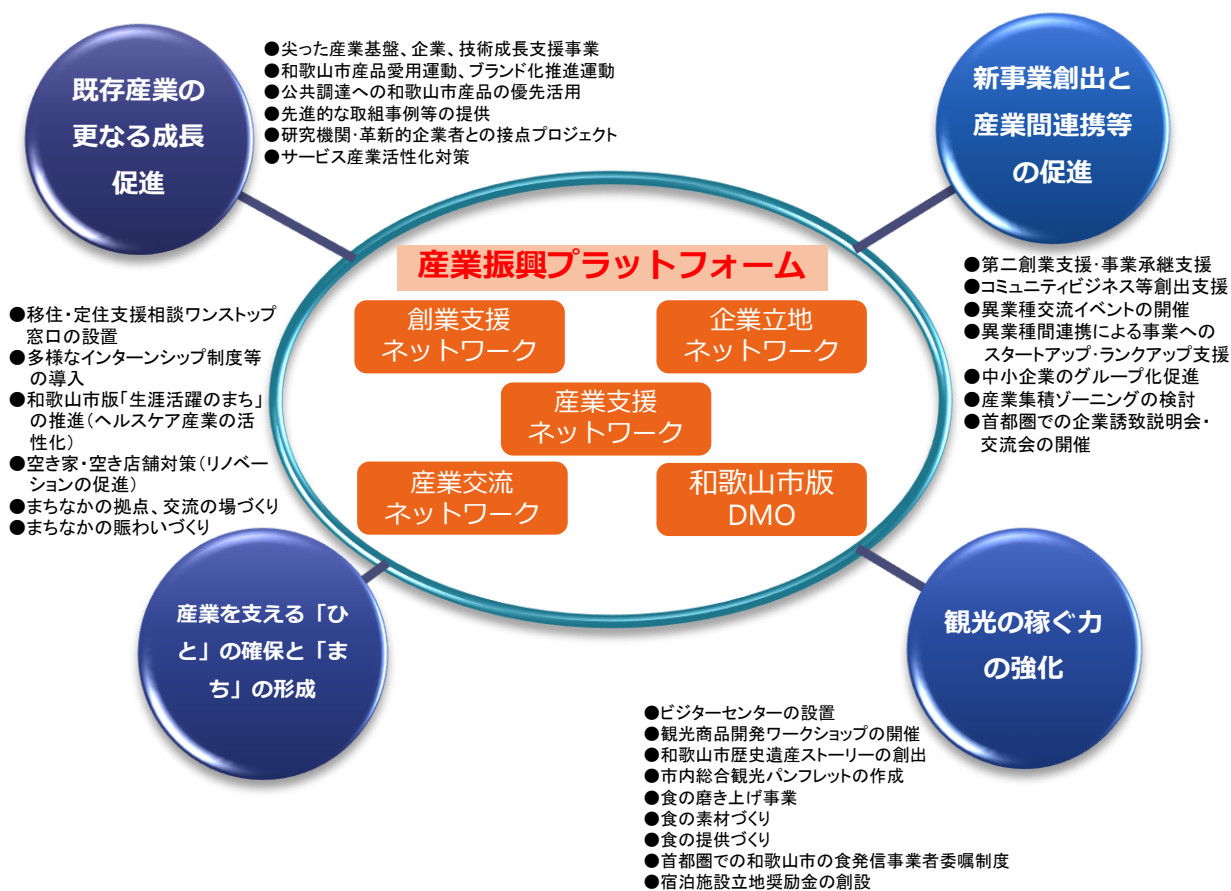 既存産業の
更なる成長
促進
●尖った産業基盤、企業、技術成長支援事業
●和歌山市産品愛用運動、ブランド化推進運動
●公共調達への和歌山市産品の優先活用
●先進的な取組事例等の提供
●研究機関・革新的企業者との接点プロジェクト
●サービス産業活性化対策
新事業創出と
産業間連携等
の促進
●第二創業支援・事業承継支援
●コミュニティビジネス等創出支援
●異業種交流イベントの開催
●異業種間連携による事業への
スタートアップ・ランクアップ支援
●中小企業のグループ化促進
●産業集積ゾーニングの検討
●首都圏での企業誘致説明会・
交流会の開催
産業振興プラットフォーム
創業支援
ネットワーク
企業立地
ネットワーク
産業支援
ネットワーク
産業交流
ネットワーク
和歌山市版
DMO
●移住・定住支援相談ワンストップ
窓口の設置
●多様なインターンシップ制度等
の導入
●和歌山市版「生涯活躍のまち」
の推進(ヘルスケア産業の活
性化)
●空き家・空き店舗対策(リノベー
ションの促進)
●まちなかの拠点、交流の場づくり
●まちなかの賑わいづくり
産業を支える「ひ
と」の確保と「ま
ち」の形成
観光の稼ぐ力
の強化
●ビジターセンターの設置
●観光商品開発ワークショップの開催
●和歌山市歴史遺産ストーリーの創出
●市内総合観光パンフレットの作成
●食の磨き上げ事業
●食の素材づくり
●食の提供づくり
●首都圏での和歌山市の食発信事業者委嘱制度
●宿泊施設立地奨励金の創設